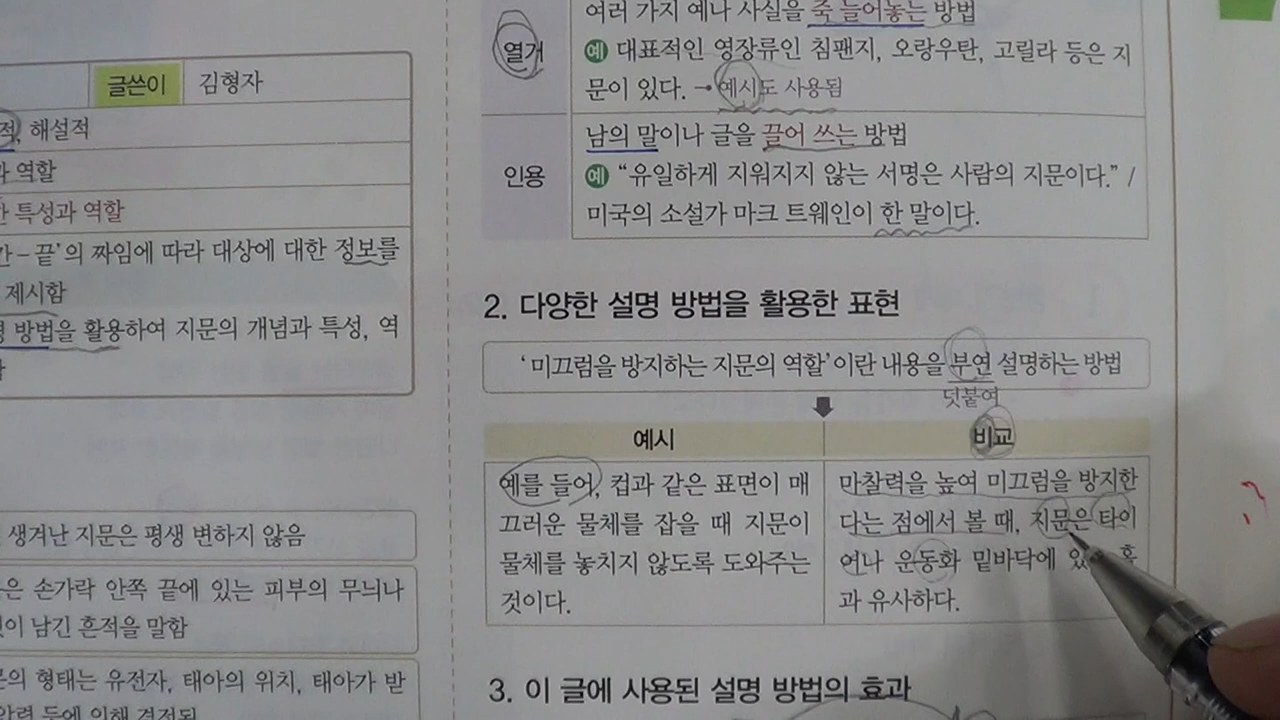 글쓴이 김형자
적, 해설적
역할
특성과 역할
끝'의 짜임에 따라 대상에 대한 정보를
제시함
방법을 활용하여 지문의 개념과 특성, 역
생겨난 지문은 평생 변하지 않음
은 손가락 안쪽 끝에 있는 피부의 무늬나
이 남긴 흔적을 말함
의 형태는 유전자, 태아의 위치, 태아가 받
압력 등에 의해 결정됨
여러 가지 예나 사실을 죽 늘어놓는 방법
열거
예 대표적인 영장류인 침팬지, 오랑우탄, 고릴라 등은 지
문이 있다. → 예시도 사용됨
남의 말이나 글을 끌어 쓰는 방법
인용
예 “유일하게 지워지지 않는 서명은 사람의 지문이다.” /
미국의 소설가 마크 트웨인이 한 말이다.
2. 다양한 설명 방법을 활용한 표현
‘미끄럼을 방지하는 지문의 역할’이란 내용을 부연 설명하는 방법
덧붙여
예시
예를 들어, 컵과 같은 표면이 매
끄러운 물체를 잡을 때 지문이
물체를 놓치지 않도록 도와주는
것이다.
비교
마찰력을 높여 미끄럼을 방지한
다는 점에서 볼 때, 지문은 타이
어나 운동화 밑바닥에 있
과 유사하다.
3. 이 글에 사용된 설명 방법의 효과